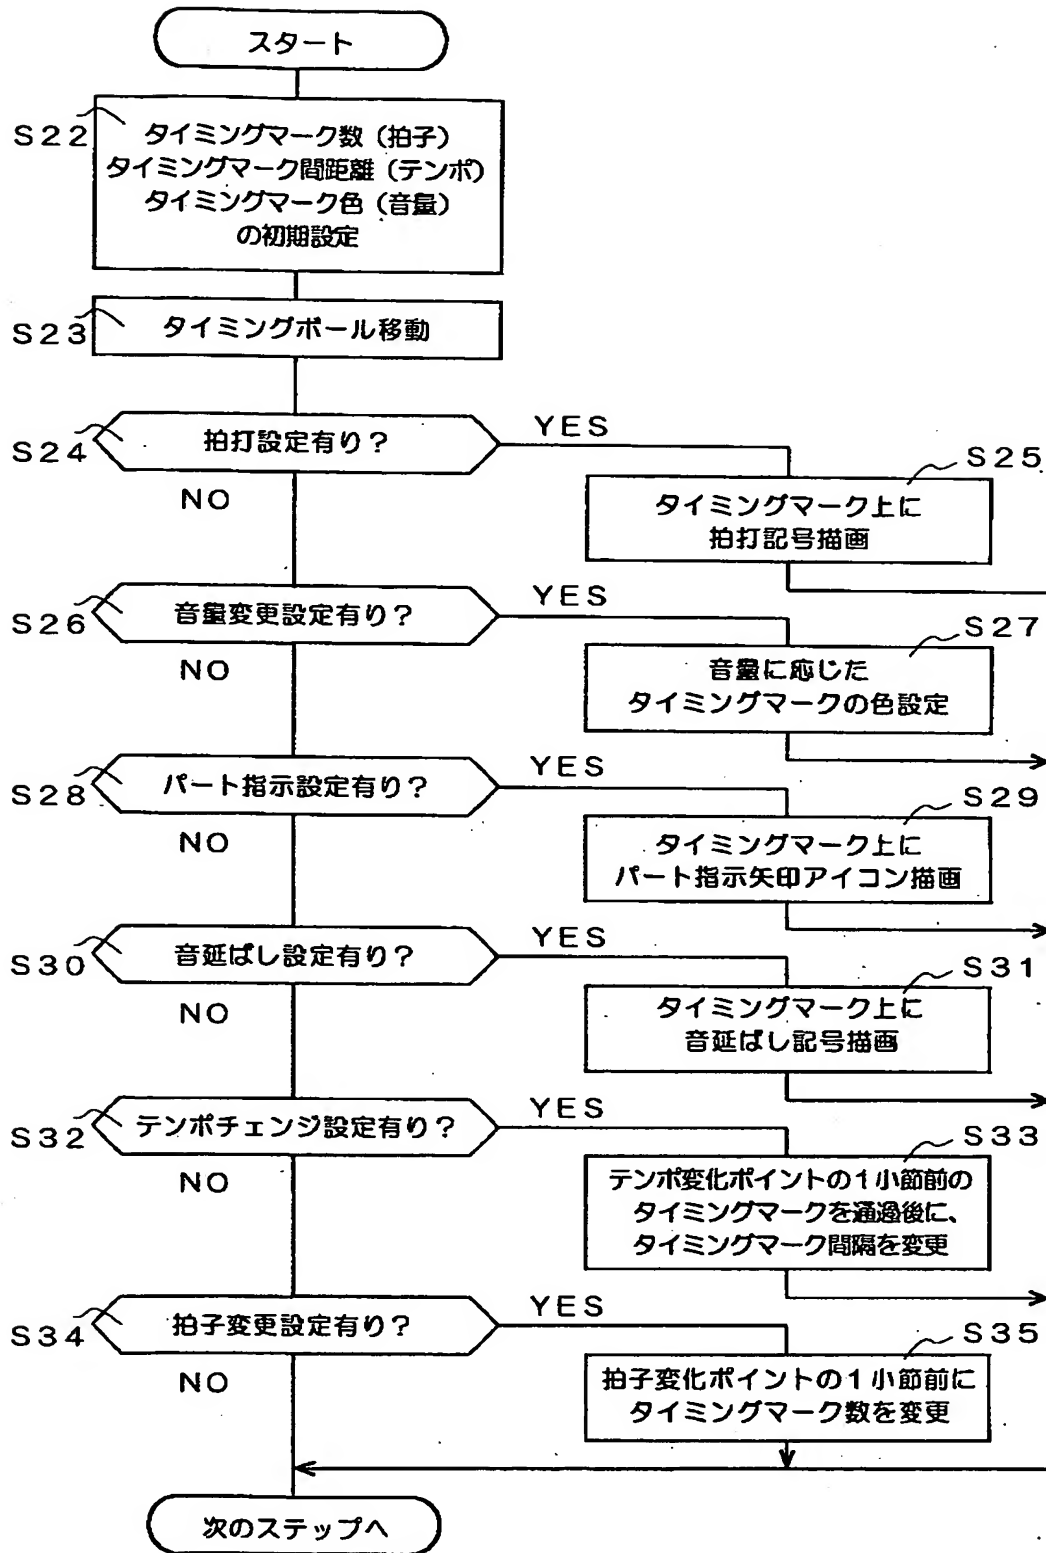 スタート
S22
タイミングマーク数（拍子）
タイミングマーク間距離（テンポ）
タイミングマーク色（音量）
の初期設定
S23
タイミングボール移動
S24
拍打設定有り？
YES
NO
S25
タイミングマーク上に
拍打記号描画
S26
音量変更設定有り？
YES
NO
S27
音量に応じた
タイミングマークの色設定
S28
パート指示設定有り？
YES
NO
S29
タイミングマーク上に
パート指示矢印アイコン描画
S30
音延ばし設定有り？
YES
NO
S31
タイミングマーク上に
音延ばし記号描画
S32
テンポチェンジ設定有り？
YES
NO
S33
テンポ変化ポイントの１小節前の
タイミングマークを通過後に、
タイミングマーク間隔を変更
S34
拍子変更設定有り？
YES
NO
S35
拍子変化ポイントの１小節前に
タイミングマーク数を変更
次のステップへ